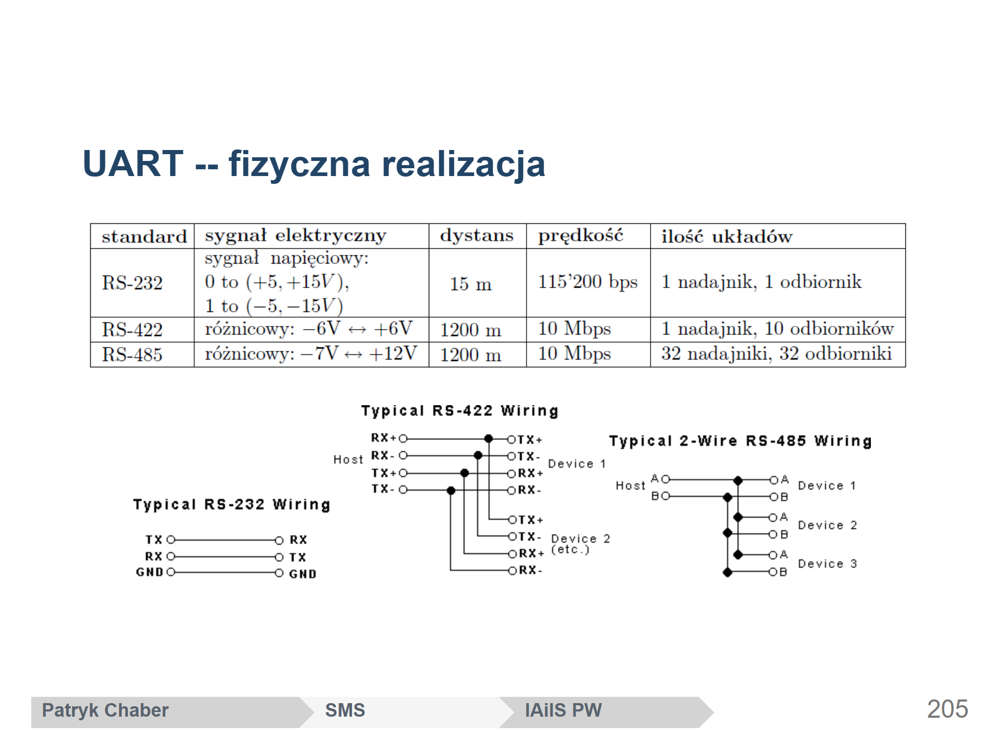 UART -- fizyczna realizacja
standard sygnał elektryczny dystans prędkość ilość układów
sygnał napięciowy:
RS-232 0 to (+5, +15V), 15 m 115'200 bps 1 nadajnik, 1 odbiornik
1 to (−5, −15V)
RS-422 różnicowy: −6V ↔ +6V 1200 m 10 Mbps 1 nadajnik, 10 odbiorników
RS-485 różnicowy: −7V ↔ +12V 1200 m 10 Mbps 32 nadajniki, 32 odbiorniki
Typical RS-232 Wiring
TX RX
RX TX
GND GND
Typical RS-422 Wiring
Host
RX+ TX+
RX- TX-
TX+ RX+
TX- RX-
Device 1
TX+
TX-
RX+
RX-
Device 2
(etc.)
Typical 2-Wire RS-485 Wiring
Host
A A
B B
Device 1
A
B
Device 2
A
B
Device 3
Patryk Chaber SMS IAiIS PW 205